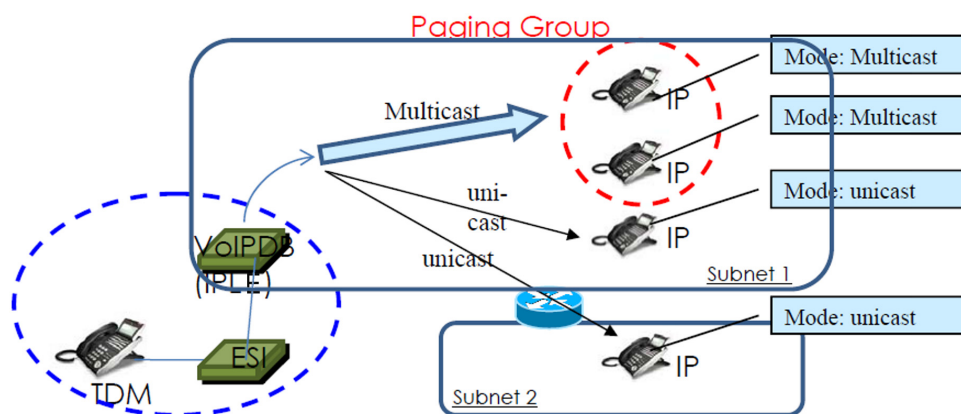 Paging Group
Mode: Multicast
Multicast
IP
Mode: Multicast
IP
uni-
cast
Mode: unicast
IP
VoIPDB
(IPLE)
unicast
Subnet 1
Mode: unicast
ESI
IP
TDM
Subnet 2